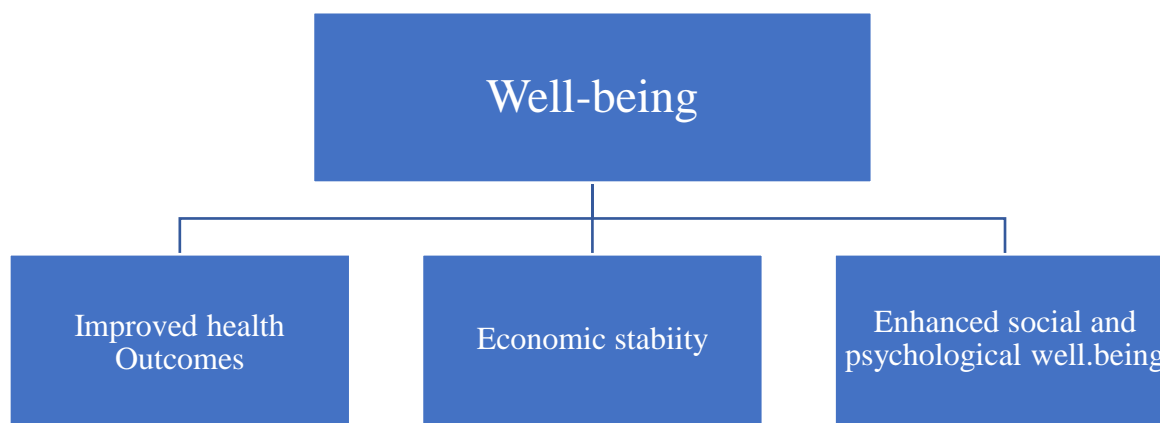 Well-being
Improved health
Outcomes
Economic stabiity
Enhanced social and
psychological well.being